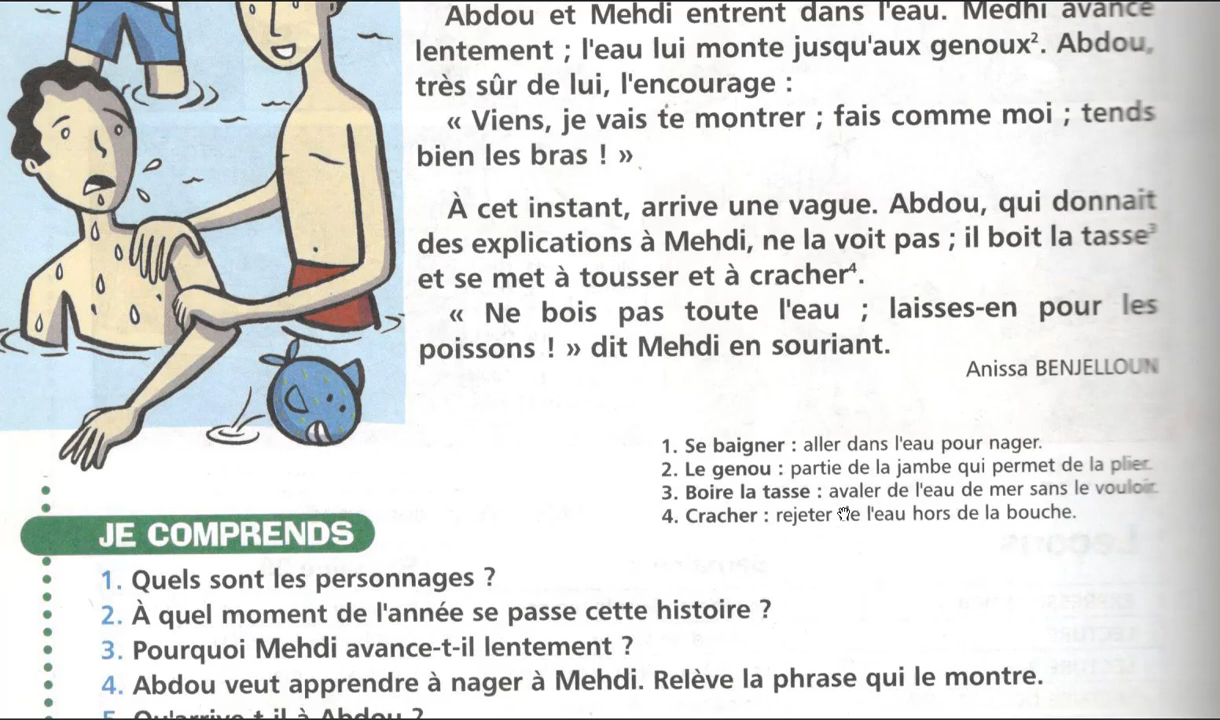 Abdou et Mehdi entrent dans l'eau. Medhi avance
lentement ; l'eau lui monte jusqu'aux genoux². Abdou,
très sûr de lui, l'encourage :
« Viens, je vais te montrer ; fais comme moi ; tends
bien les bras ! »
À cet instant, arrive une vague. Abdou, qui donnait
des explications à Mehdi, ne la voit pas ; il boit la tasse³
et se met à tousser et à cracher⁴.
« Ne bois pas toute l'eau ; laisses-en pour les
poissons ! » dit Mehdi en souriant.
Anissa BENJELLOUN
1. Se baigner : aller dans l'eau pour nager.
2. Le genou : partie de la jambe qui permet de la plier.
3. Boire la tasse : avaler de l'eau de mer sans le vouloir.
4. Cracher : rejeter de l'eau hors de la bouche.
JE COMPRENDS
1. Quels sont les personnages ?
2. À quel moment de l'année se passe cette histoire ?
3. Pourquoi Mehdi avance-t-il lentement ?
4. Abdou veut apprendre à nager à Mehdi. Relève la phrase qui le montre.
5. Qu'arrive-t-il à Abdou ?